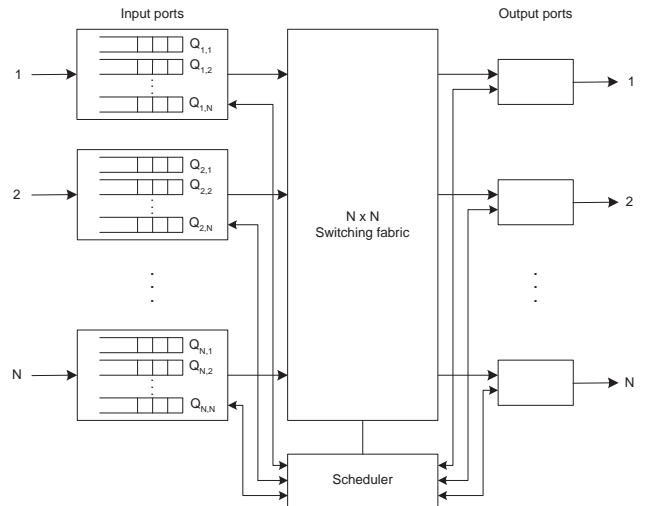 Input ports
Output ports
1
Q1,1
Q1,2
Q1,N
1
2
Q2,1
Q2,2
Q2,N
N x N
Switching fabric
2
N
QN,1
QN,2
QN,N
N
Scheduler